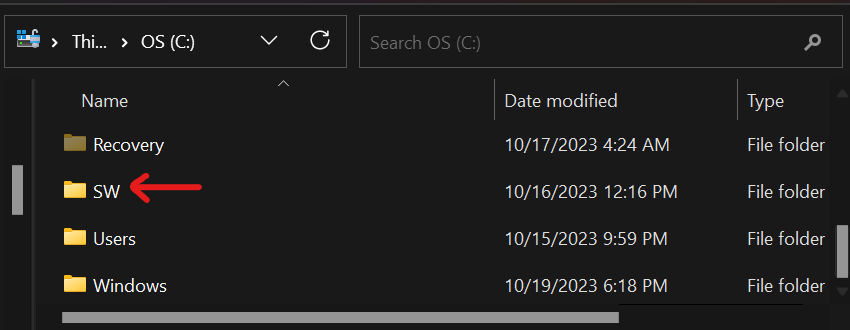 Thi... OS (C:) Search OS (C:)
Name Date modified Type
Recovery 10/17/2023 4:24 AM File folder
SW 10/16/2023 12:16 PM File folder
Users 10/15/2023 9:59 PM File folder
Windows 10/19/2023 6:18 PM File folder